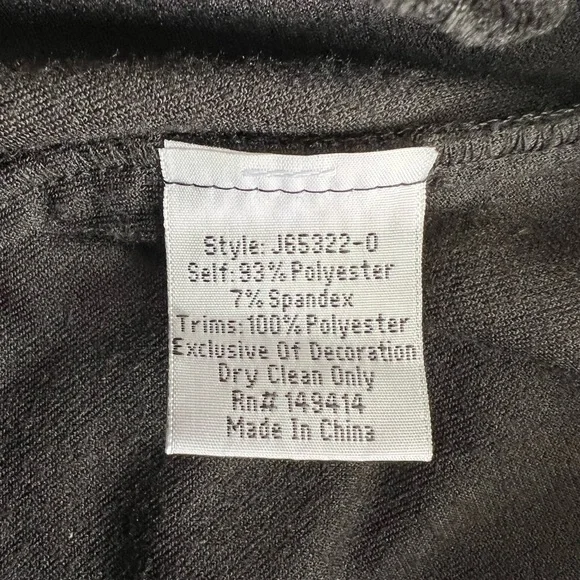 Style: J65322-0
Self: 93% Polyester
7% Spandex
Trims: 100% Polyester
Exclusive Of Decoration
Dry Clean Only
Rn# 149414
Made In China